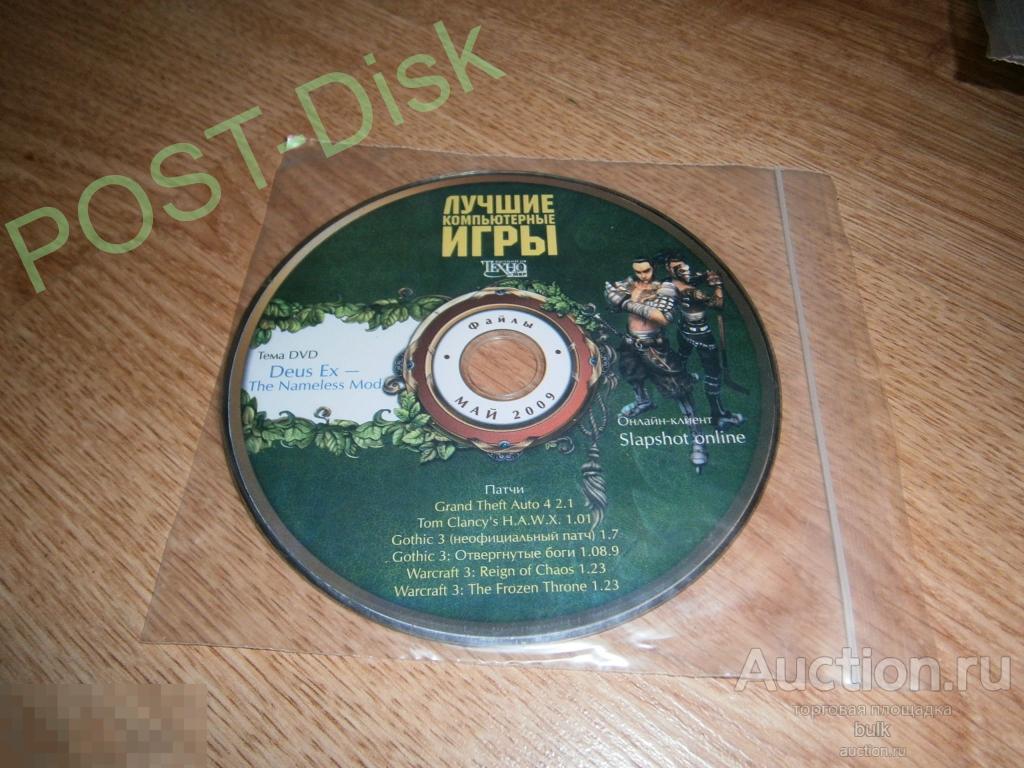 POST-Disk
ЛУЧШИЕ
КОМПЬЮТЕРНЫЕ
ИГРЫ
Файлы
МАЙ 2009
Тема DVD
Deus Ex —
The Nameless Mod
Онлайн-клиент
Slapshot online
Патчи
Grand Theft Auto 4 2.1
Tom Clancy's H.A.W.X. 1.01
Gothic 3 (неофициальный патч) 1.7
Gothic 3: Отвергнутые боги 1.08.9
Warcraft 3: Reign of Chaos 1.23
Warcraft 3: The Frozen Throne 1.23
Auction.ru
торговая площадка
bulk
auction.ru